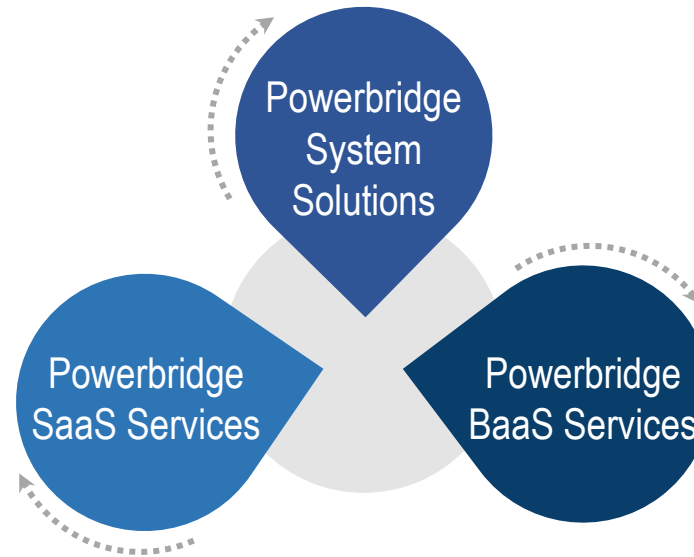 Powerbridge
System
Solutions
Powerbridge
SaaS Services
Powerbridge
BaaS Services